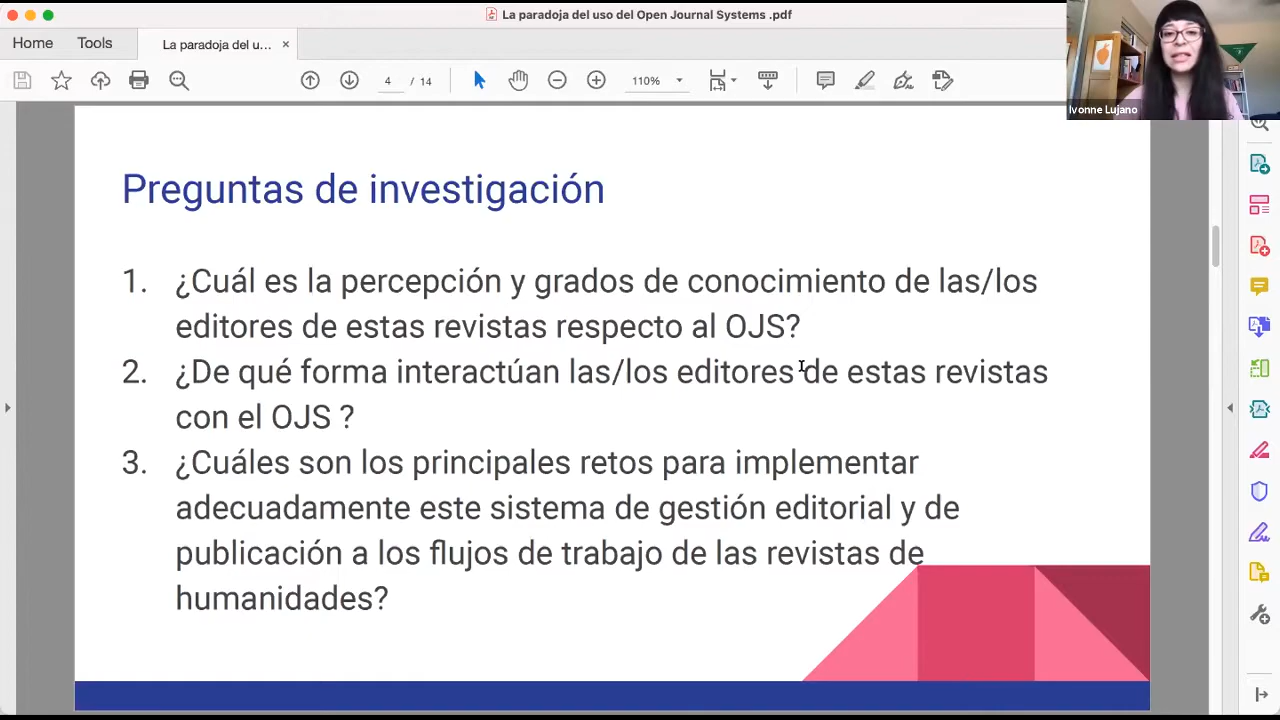 La paradoja del uso del Open Journal Systems .pdf
Home
Tools
La paradoja del u...
4 / 14
110%
Ivonne Lujano
Preguntas de investigación
1. ¿Cuál es la percepción y grados de conocimiento de las/los
editores de estas revistas respecto al OJS?
2. ¿De qué forma interactúan las/los editores de estas revistas
con el OJS ?
3. ¿Cuáles son los principales retos para implementar
adecuadamente este sistema de gestión editorial y de
publicación a los flujos de trabajo de las revistas de
humanidades?